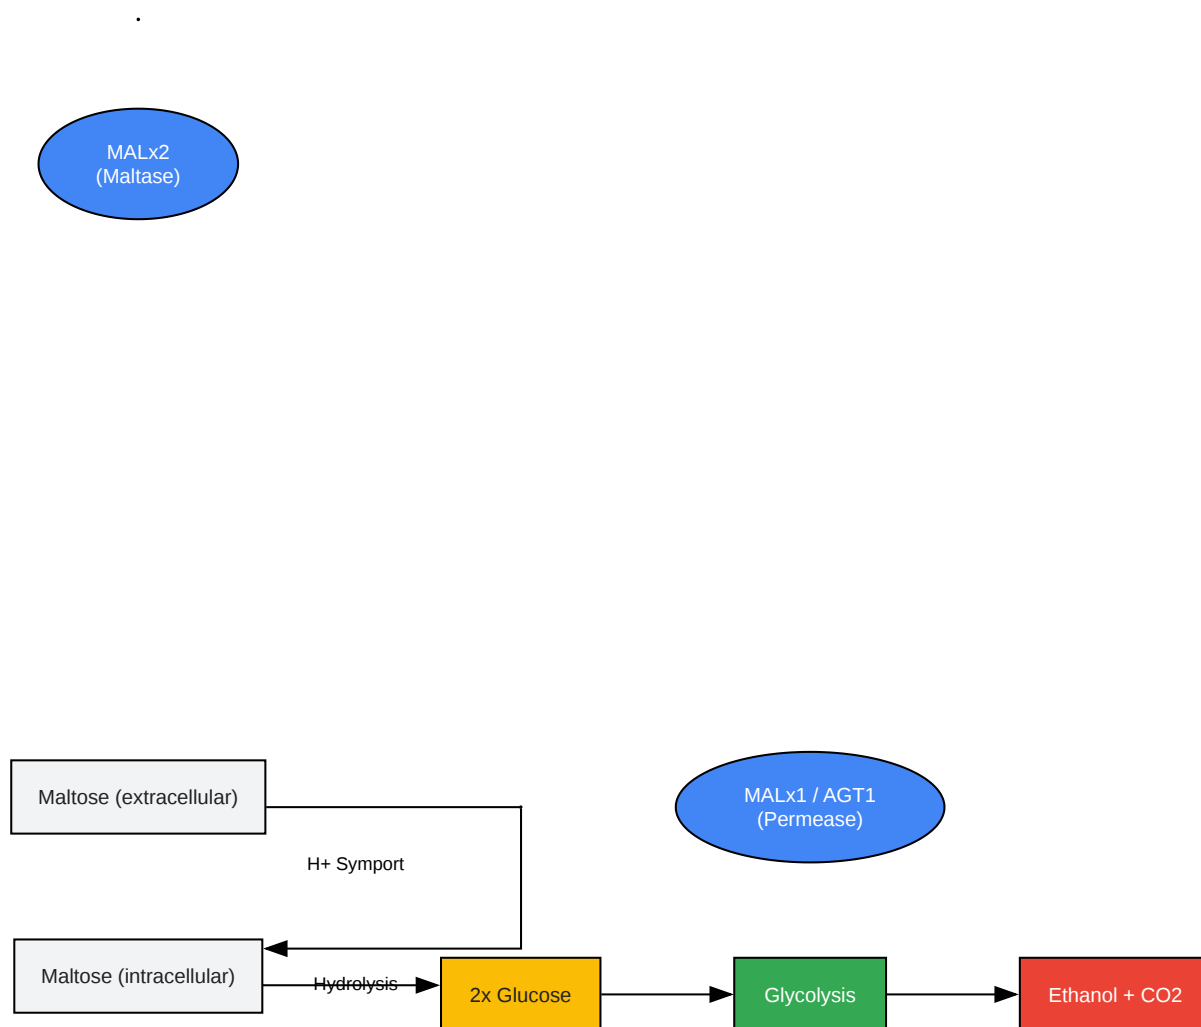 MALx2
(Maltase)
Maltose (extracellular)
MALx1 / AGT1
(Permease)
H+ Symport
Maltose (intracellular)
Hydrolysis
2x Glucose
Glycolysis
Ethanol + CO2